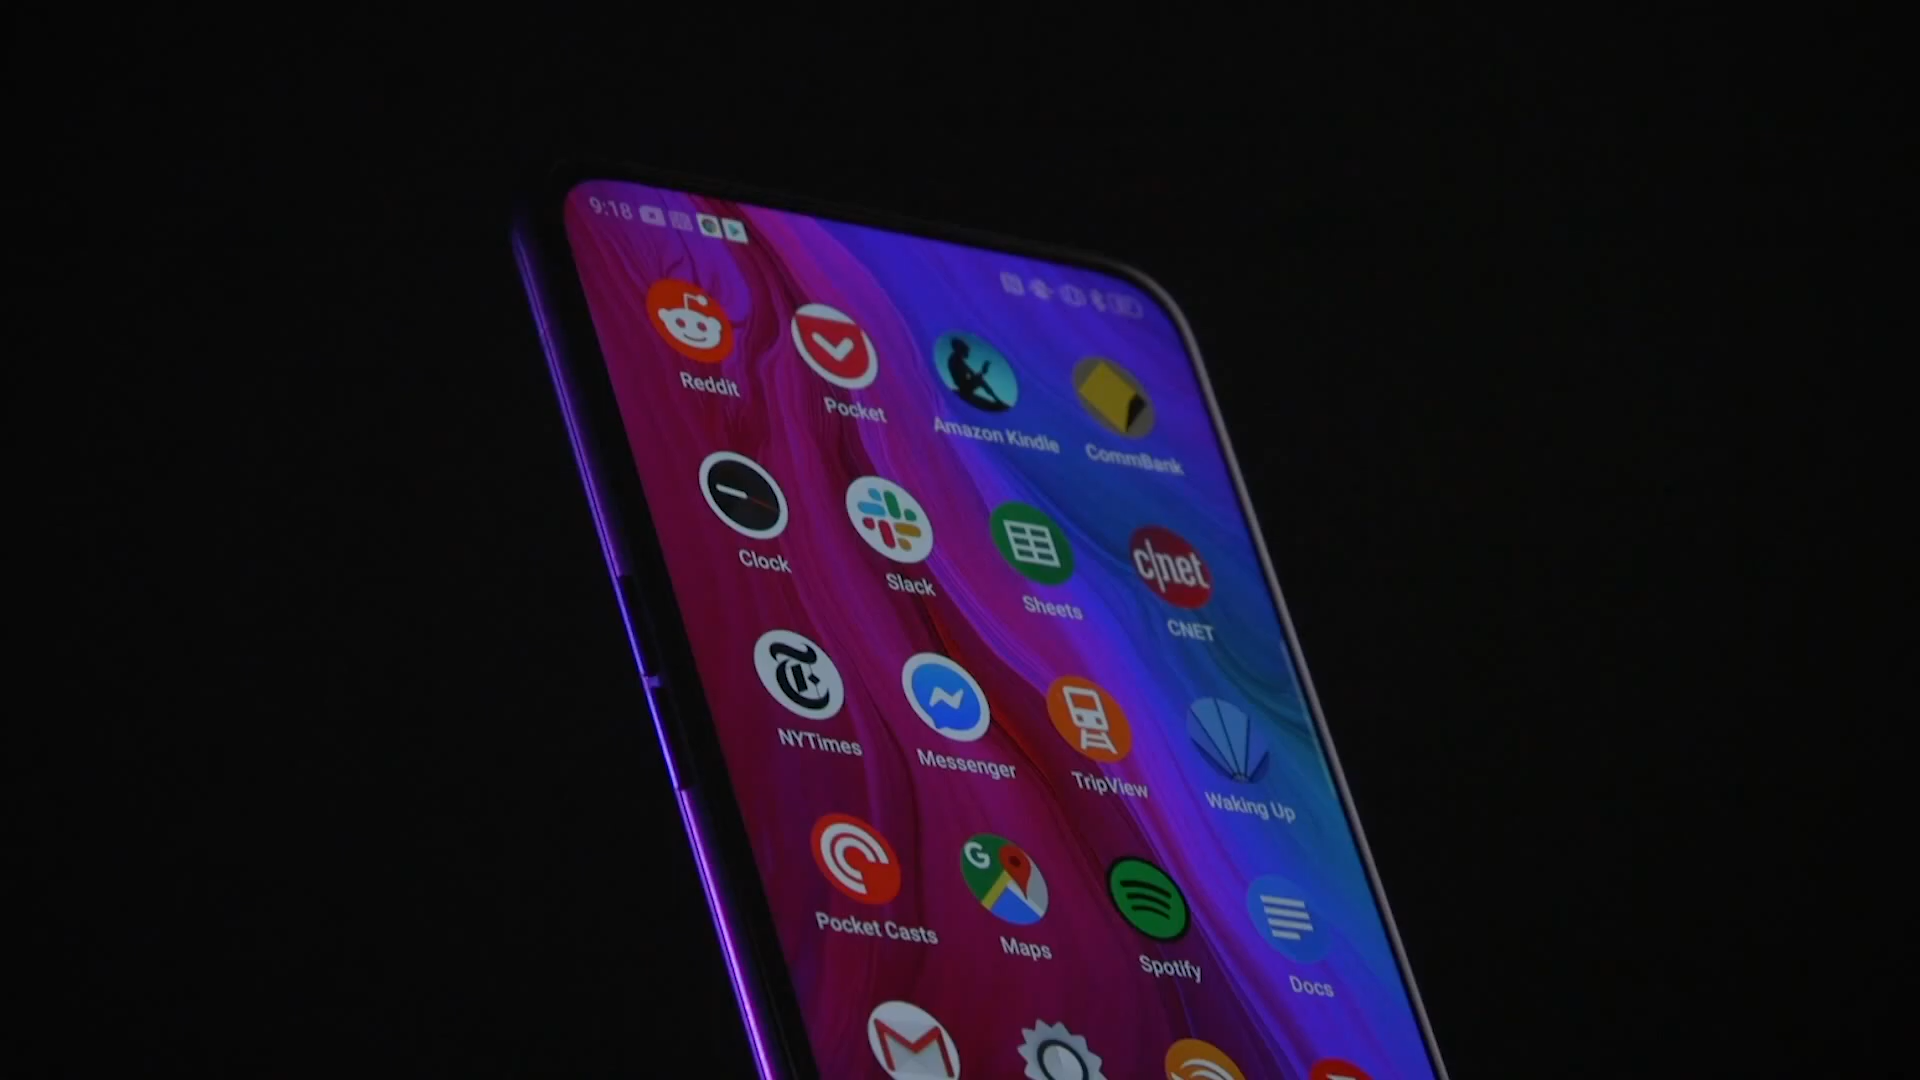 9:18
Reddit
Pocket
Amazon Kindle
CommBank
Clock
Slack
Sheets
c|net
CNET
NYTimes
Messenger
TripView
Waking Up
G
Pocket Casts
Maps
Spotify
Docs